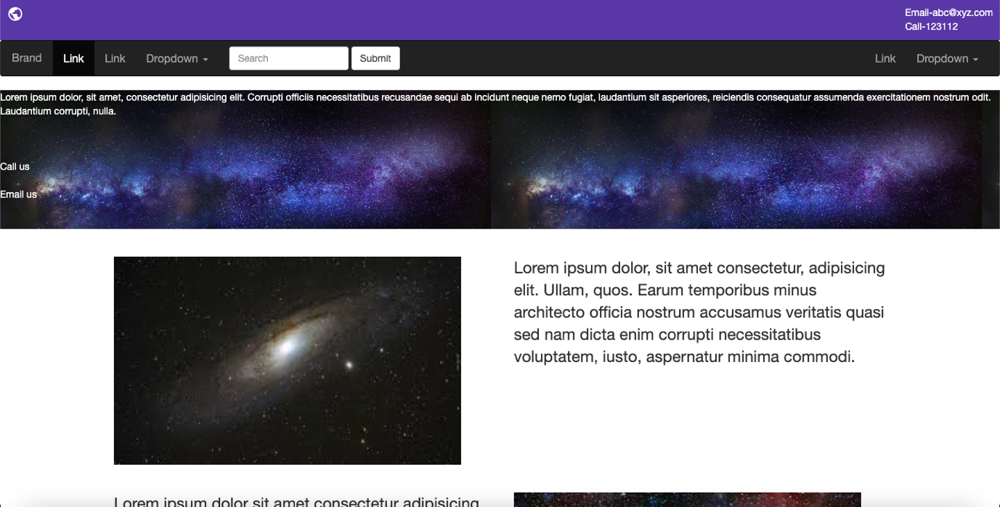 Email-abc@xyz.com
Call-123112
Brand Link Link Dropdown Search Submit Link Dropdown
Lorem ipsum dolor, sit amet, consectetur adipisicing elit. Corrupti officiis necessitatibus recusandae sequi ab incidunt neque nemo fugiat, laudantium sit asperiores, reiciendis consequatur assumenda exercitationem nostrum odit.
Laudantium corrupti, nulla.
Call us
Email us
Lorem ipsum dolor, sit amet consectetur, adipisicing
elit. Ullam, quos. Earum temporibus minus
architecto officia nostrum accusamus veritatis quasi
sed nam dicta enim corrupti necessitatibus
voluptatem, iusto, aspernatur minima commodi.
Lorem ipsum dolor sit amet consectetur adipisicing